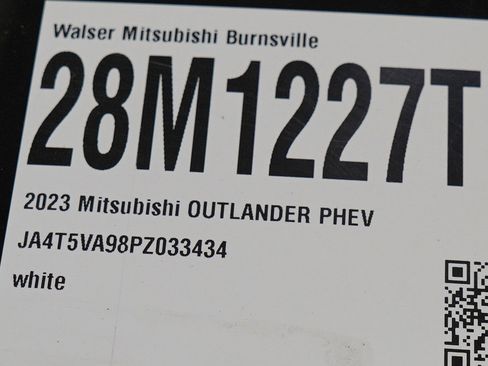 Walser Mitsubishi Burnsville
28M1227T
2023 Mitsubishi OUTLANDER PHEV
JA4T5VA98PZ033434
white